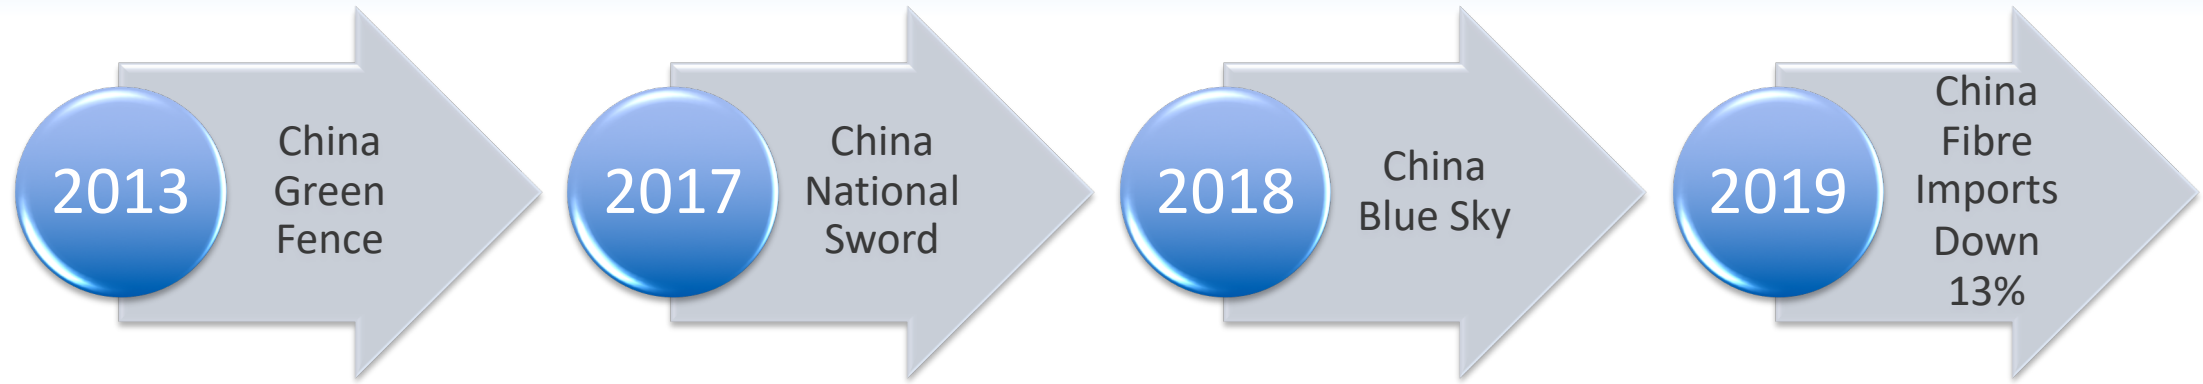 2013
China
Green
Fence
2017
China
National
Sword
2018
China
Blue Sky
2019
China
Fibre
Imports
Down
13%